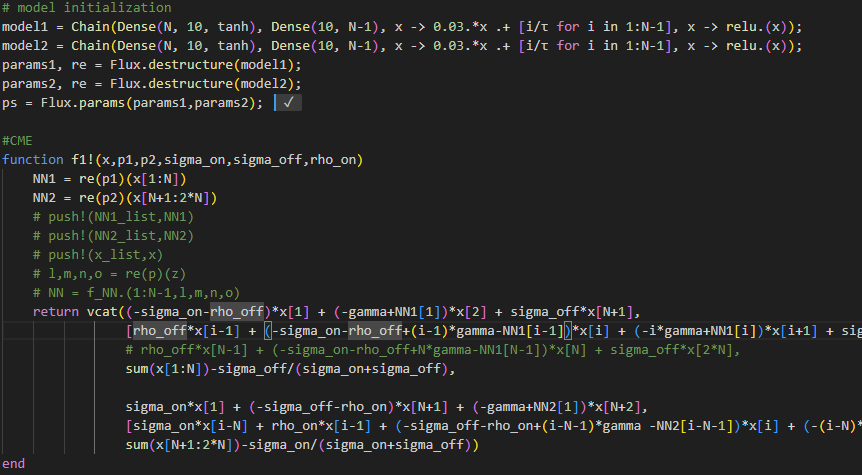 # model initialization
model1 = Chain(Dense(N, 10, tanh), Dense(10, N-1), x -> 0.03.*x .+ [i/τ for i in 1:N-1], x -> relu.(x));
model2 = Chain(Dense(N, 10, tanh), Dense(10, N-1), x -> 0.03.*x .+ [i/τ for i in 1:N-1], x -> relu.(x));
params1, re = Flux.destructure(model1);
params2, re = Flux.destructure(model2);
ps = Flux.params(params1,params2); ✓
#CME
function f1!(x,p1,p2,sigma_on,sigma_off,rho_on)
    NN1 = re(p1)(x[1:N])
    NN2 = re(p2)(x[N+1:2*N])
    # push!(NN1_list,NN1)
    # push!(NN2_list,NN2)
    # push!(x_list,x)
    # l,m,n,o = re(p)(z)
    # NN = f_NN.(1:N-1,l,m,n,o)
    return vcat((-sigma_on-rho_off)*x[1] + (-gamma+NN1[1])*x[2] + sigma_off*x[N+1],
                [rho_off*x[i-1] + (-sigma_on-rho_off+(i-1)*gamma-NN1[i-1])*x[i] + (-i*gamma+NN1[i])*x[i+1] + sig
                # rho_off*x[N-1] + (-sigma_on-rho_off+N*gamma-NN1[N-1])*x[N] + sigma_off*x[2*N],
                sum(x[1:N])-sigma_off/(sigma_on+sigma_off),
                sigma_on*x[1] + (-sigma_off-rho_on)*x[N+1] + (-gamma+NN2[1])*x[N+2],
                [sigma_on*x[i-N] + rho_on*x[i-1] + (-sigma_off-rho_on+(i-N-1)*gamma -NN2[i-N-1])*x[i] + (-(i-N)*
                sum(x[N+1:2*N])-sigma_on/(sigma_on+sigma_off))
end